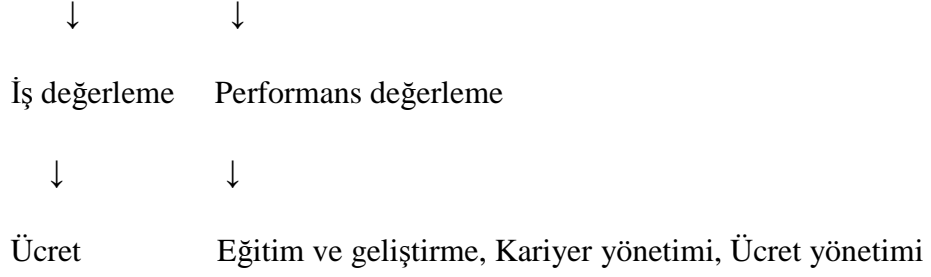 ↓ ↓
İş değerleme Performans değerleme
↓ ↓
Ücret Eğitim ve geliştirme, Kariyer yönetimi, Ücret yönetimi